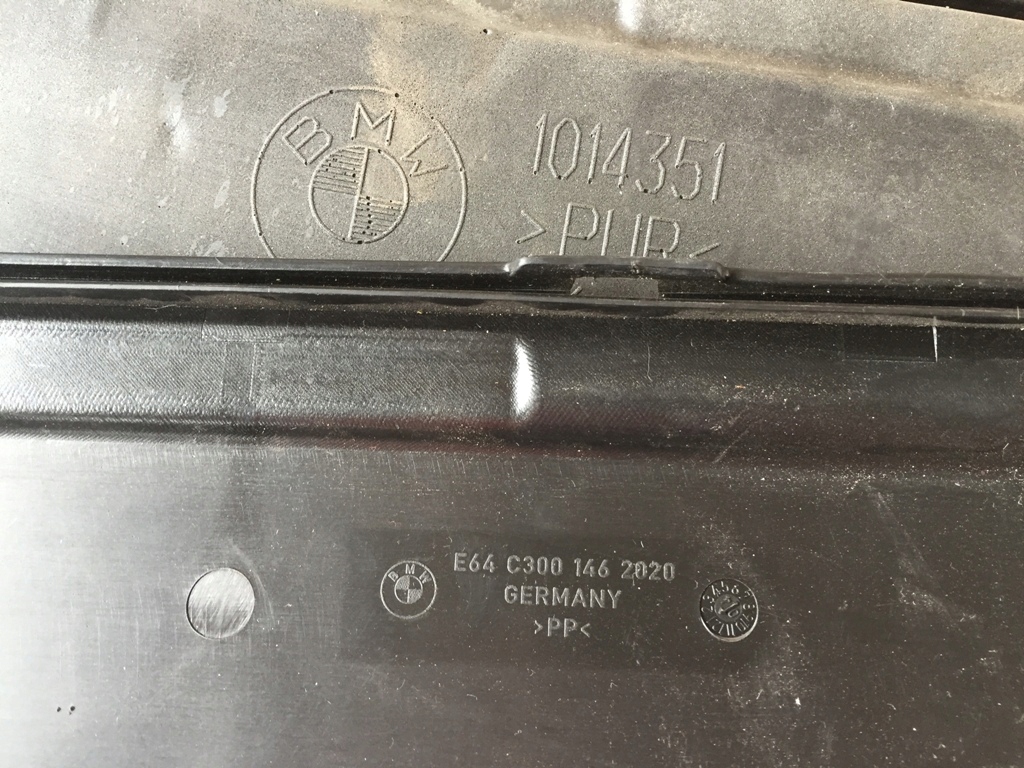 BMW
1014351
>PUR<
BMW
E64 C300 146 2020
GERMANY
>PP<